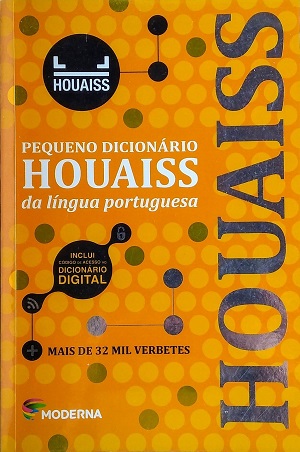 HOUAISS
PEQUENO DICIONÁRIO
HOUAISS
da língua portuguesa
INCLUI
CÓDIGO DE ACESSO AO
DICIONÁRIO
DIGITAL
MAIS DE 32 MIL VERBETES
MODERNA
HOUAISS